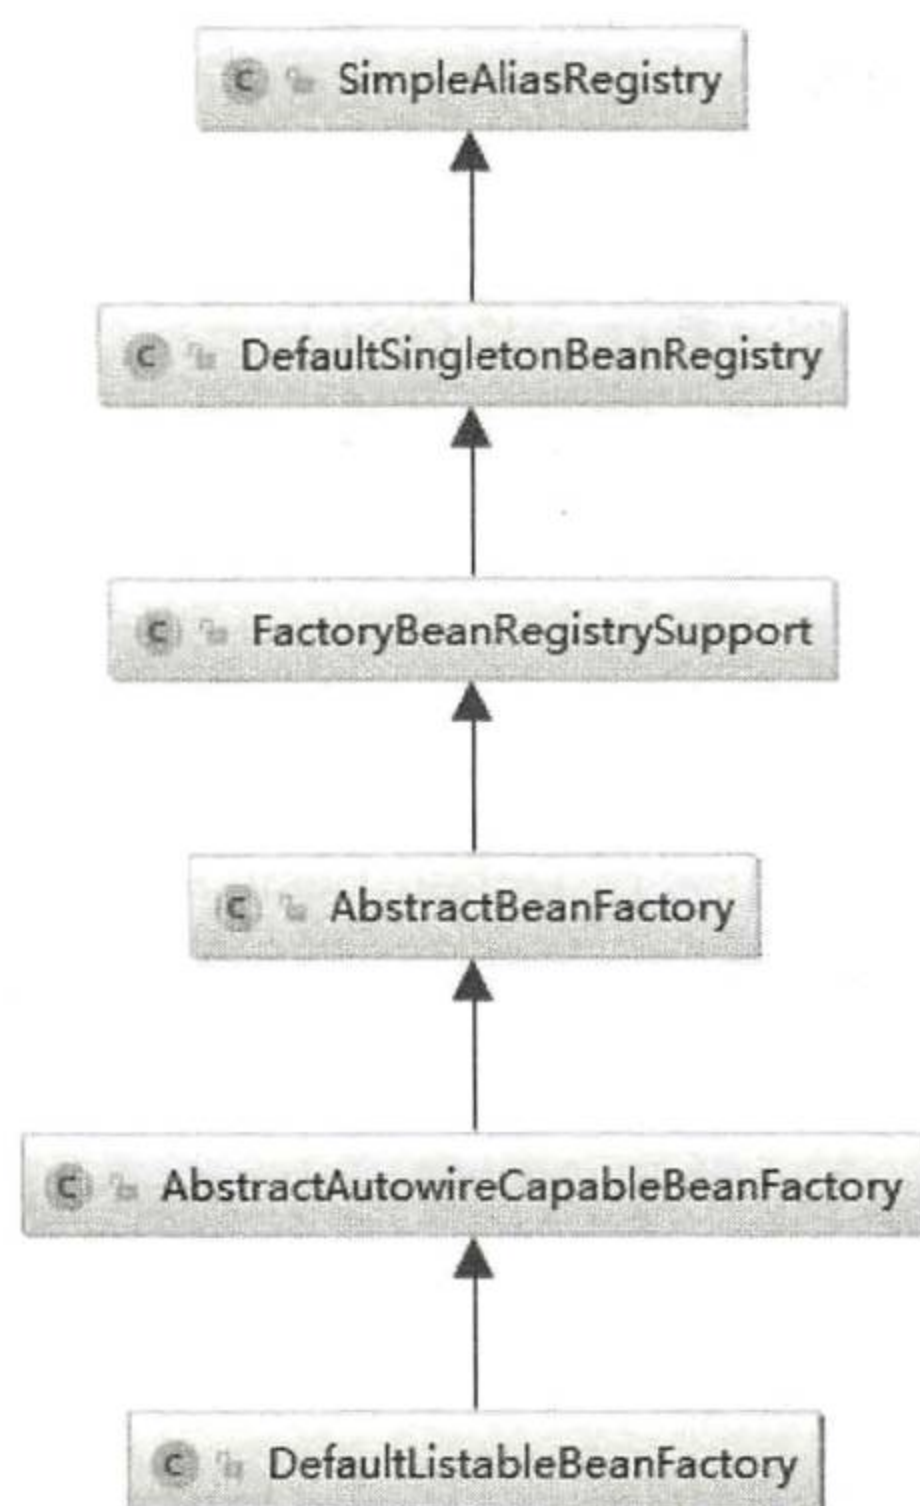 C SimpleAliasRegistry
C DefaultSingletonBeanRegistry
C FactoryBeanRegistrySupport
C AbstractBeanFactory
C AbstractAutowireCapableBeanFactory
C DefaultListableBeanFactory